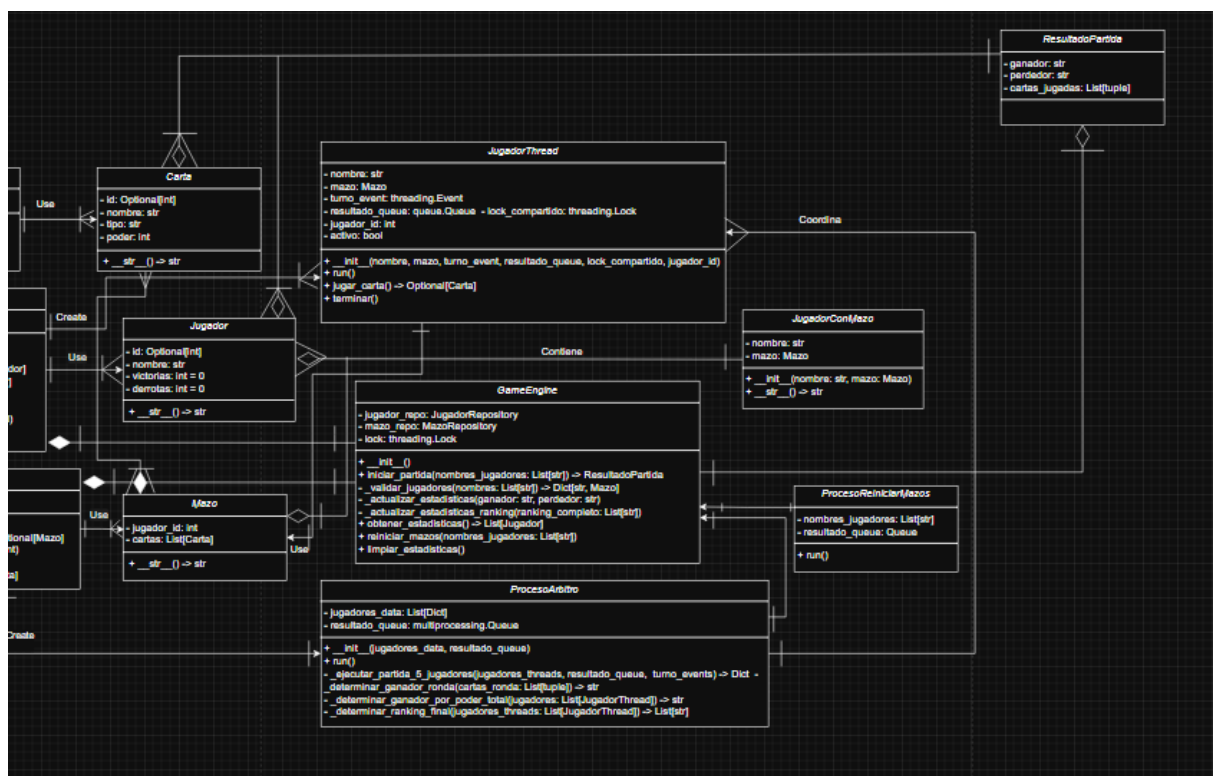 ResultadoPartida
- ganador: str
- perdedor: str
- cartas_jugadas: List[tuple]
JugadorThread
- nombre: str
- mazo: Mazo
- turno_event: threading.Event
- resultado_queue: queue.Queue - lock_compartido: threading.Lock
- jugador_id: int
- activo: bool
+ __init__(nombre, mazo, turno_event, resultado_queue, lock_compartido, jugador_id)
+ run()
+ jugar_carta() -> Optional[Carta]
+ terminar()
Carta
- id: Optional[int]
- nombre: str
- tipo: str
- poder: int
+ __str__() -> str
Use
Coordina
Create
Jugador
- id: Optional[int]
- nombre: str
- victorias: int = 0
- derrotas: int = 0
+ __str__() -> str
Use
dor]
]
)
Contiene
JugadorConMazo
- nombre: str
- mazo: Mazo
+ __init__(nombre: str, mazo: Mazo)
+ __str__() -> str
GameEngine
- jugador_repo: JugadorRepository
- mazo_repo: MazoRepository
- lock: threading.Lock
+ __init__()
+ iniciar_partida(nombres_jugadores: List[str]) -> ResultadoPartida
- _validar_jugadores(nombres: List[str]) -> Dict[str, Mazo]
- _actualizar_estadisticas(ganador: str, perdedor: str)
- _actualizar_estadisticas_ranking(ranking_completo: List[str])
+ obtener_estadisticas() -> List[Jugador]
+ reiniciar_mazos(nombres_jugadores: List[str])
+ limpiar_estadisticas()
Mazo
- jugador_id: int
- cartas: List[Carta]
+ __str__() -> str
Use
Use
ional[Mazo]
nt)
ta]
ProcesoReiniciarMazos
- nombres_jugadores: List[str]
- resultado_queue: Queue
+ run()
ProcesoArbitro
- jugadores_data: List[Dict]
- resultado_queue: multiprocessing.Queue
+ __init__(jugadores_data, resultado_queue)
+ run()
- _ejecutar_partida_5_jugadores(jugadores_threads, resultado_queue, turno_events) -> Dict -
_determinar_ganador_ronda(cartas_ronda: List[tuple]) -> str
- _determinar_ganador_por_poder_total(jugadores: List[JugadorThread]) -> str
- _determinar_ranking_final(jugadores_threads: List[JugadorThread]) -> List[str]
Create